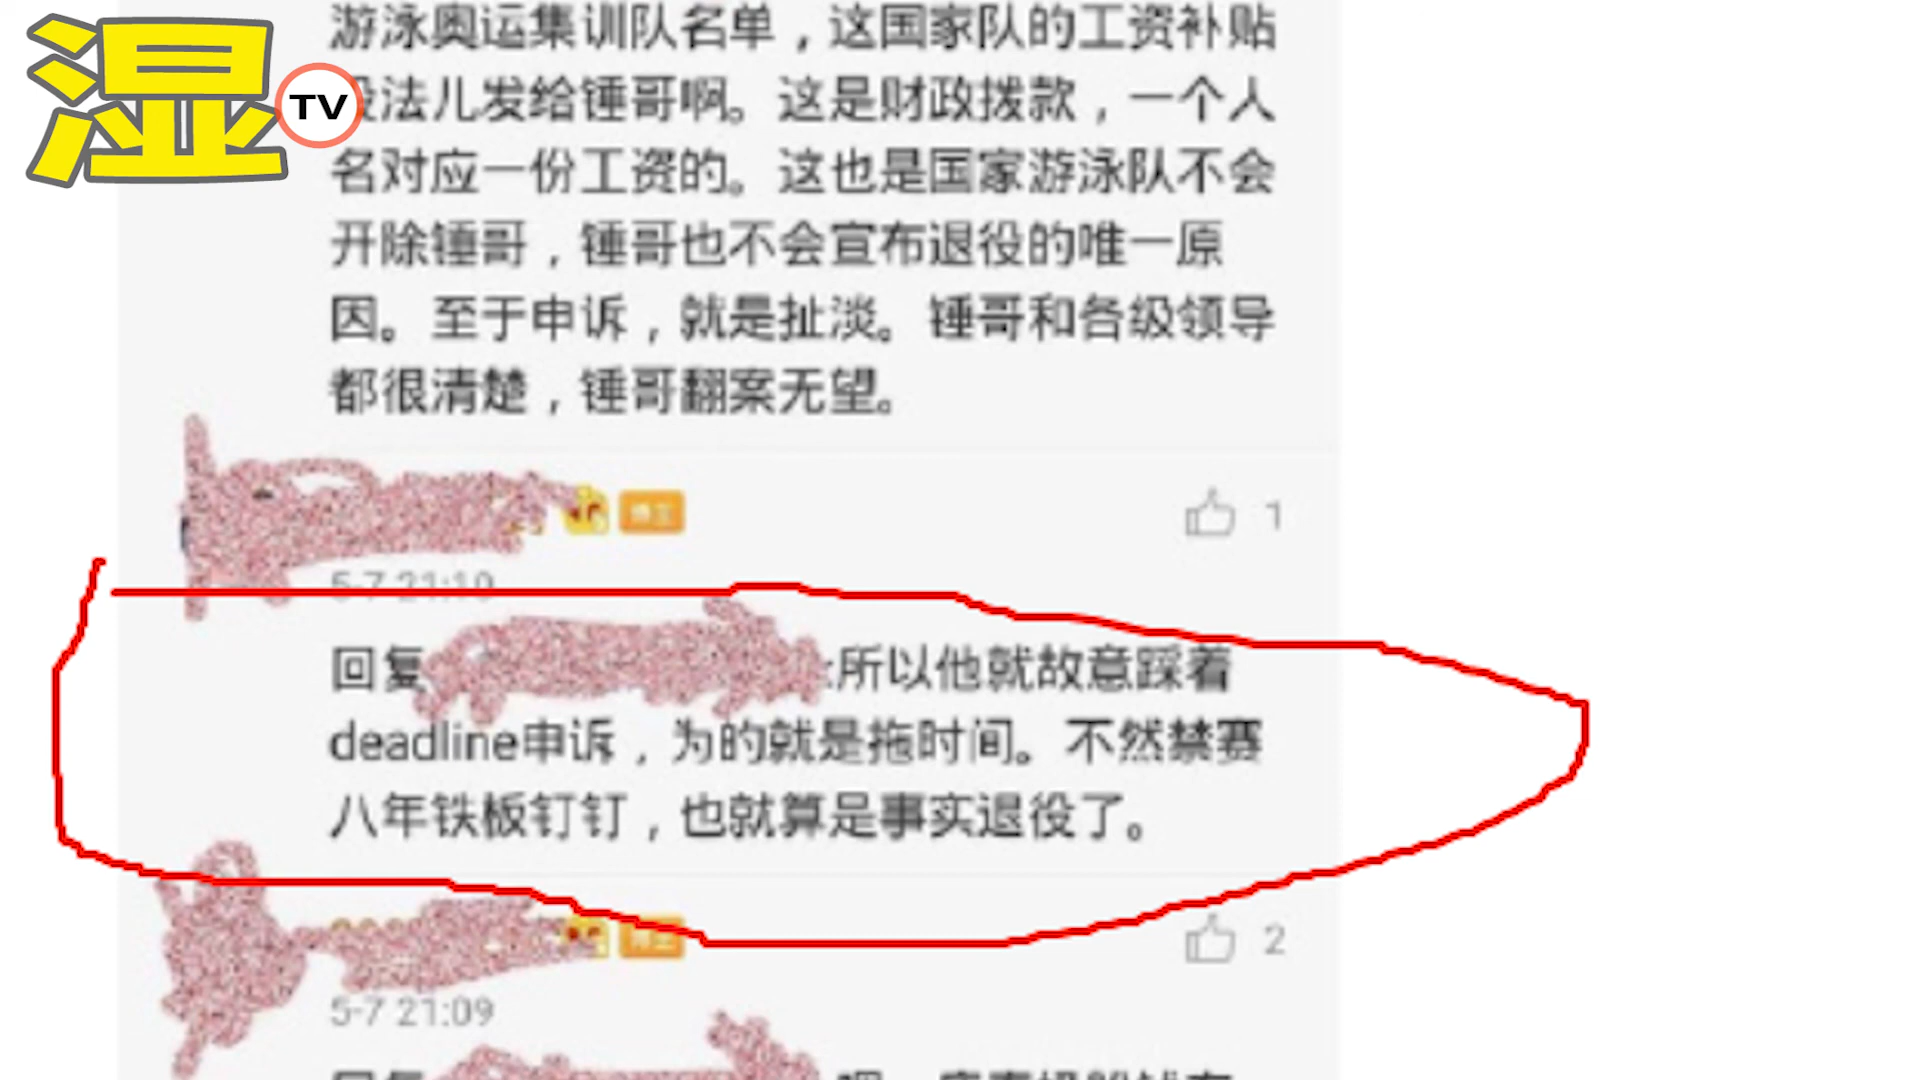 湿
TV
游泳奥运集训队名单，这国家队的工资补贴
没法儿发给锤哥啊。这是财政拨款，一个人
名对应一份工资的。这也是国家游泳队不会
开除锤哥，锤哥也不会宣布退役的唯一原
因。至于申诉，就是扯淡。锤哥和各级领导
都很清楚，锤哥翻案无望。
博主
1
5-7 21:10
回复 :所以他就故意踩着
deadline申诉，为的就是拖时间。不然禁赛
八年铁板钉钉，也就算是事实退役了。
博主
2
5-7 21:09
回复